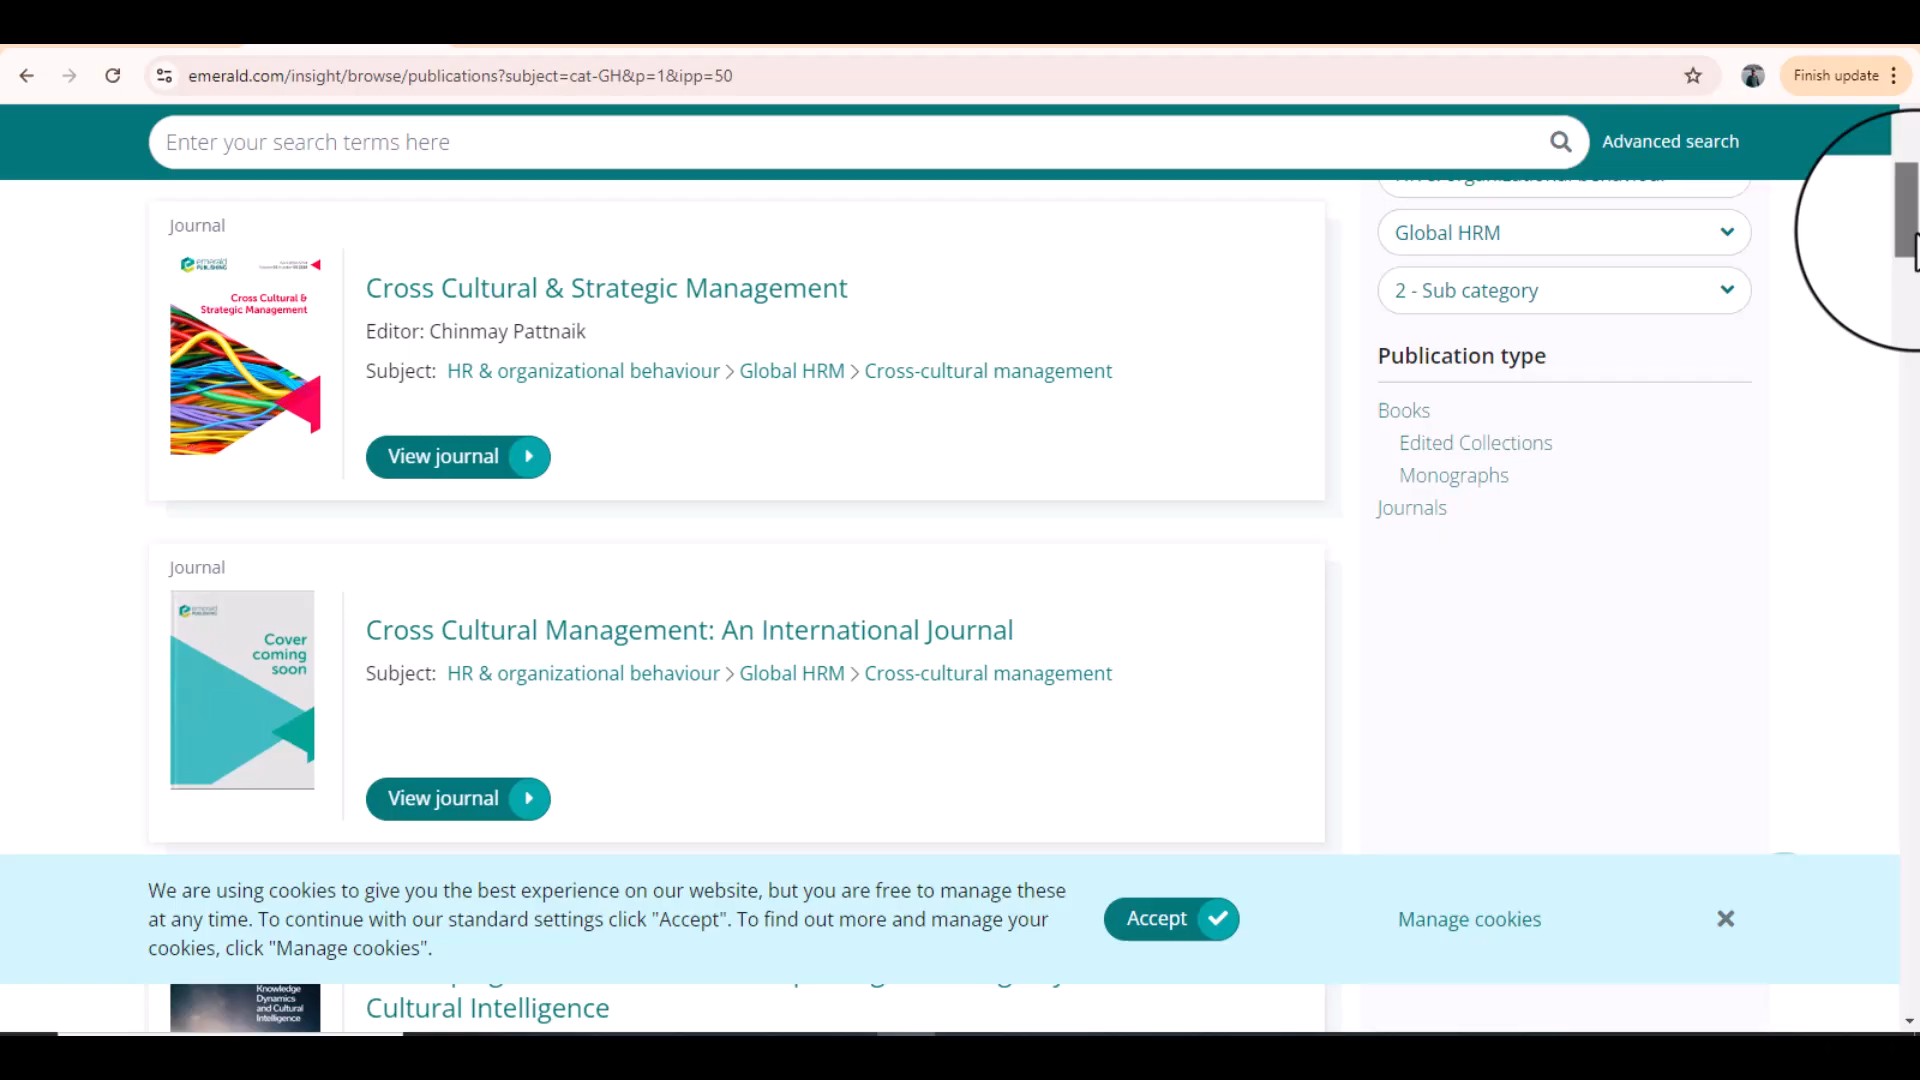 emerald.com/insight/browse/publications?subject=cat-GH&p=1&ipp=50
Finish update
Enter your search terms here
Advanced search
Journal
emerald
PUBLISHING
Cross Cultural &
Strategic Management
Cross Cultural & Strategic Management
Editor: Chinmay Pattnaik
Subject: HR & organizational behaviour > Global HRM > Cross-cultural management
View journal
Global HRM
2 - Sub category
Publication type
Books
Edited Collections
Monographs
Journals
Journal
emerald
PUBLISHING
Cover
coming
soon
Cross Cultural Management: An International Journal
Subject: HR & organizational behaviour > Global HRM > Cross-cultural management
View journal
We are using cookies to give you the best experience on our website, but you are free to manage these
at any time. To continue with our standard settings click "Accept". To find out more and manage your
cookies, click "Manage cookies".
Accept
Manage cookies
Knowledge
Dynamics
and Cultural
Intelligence
Cultural Intelligence